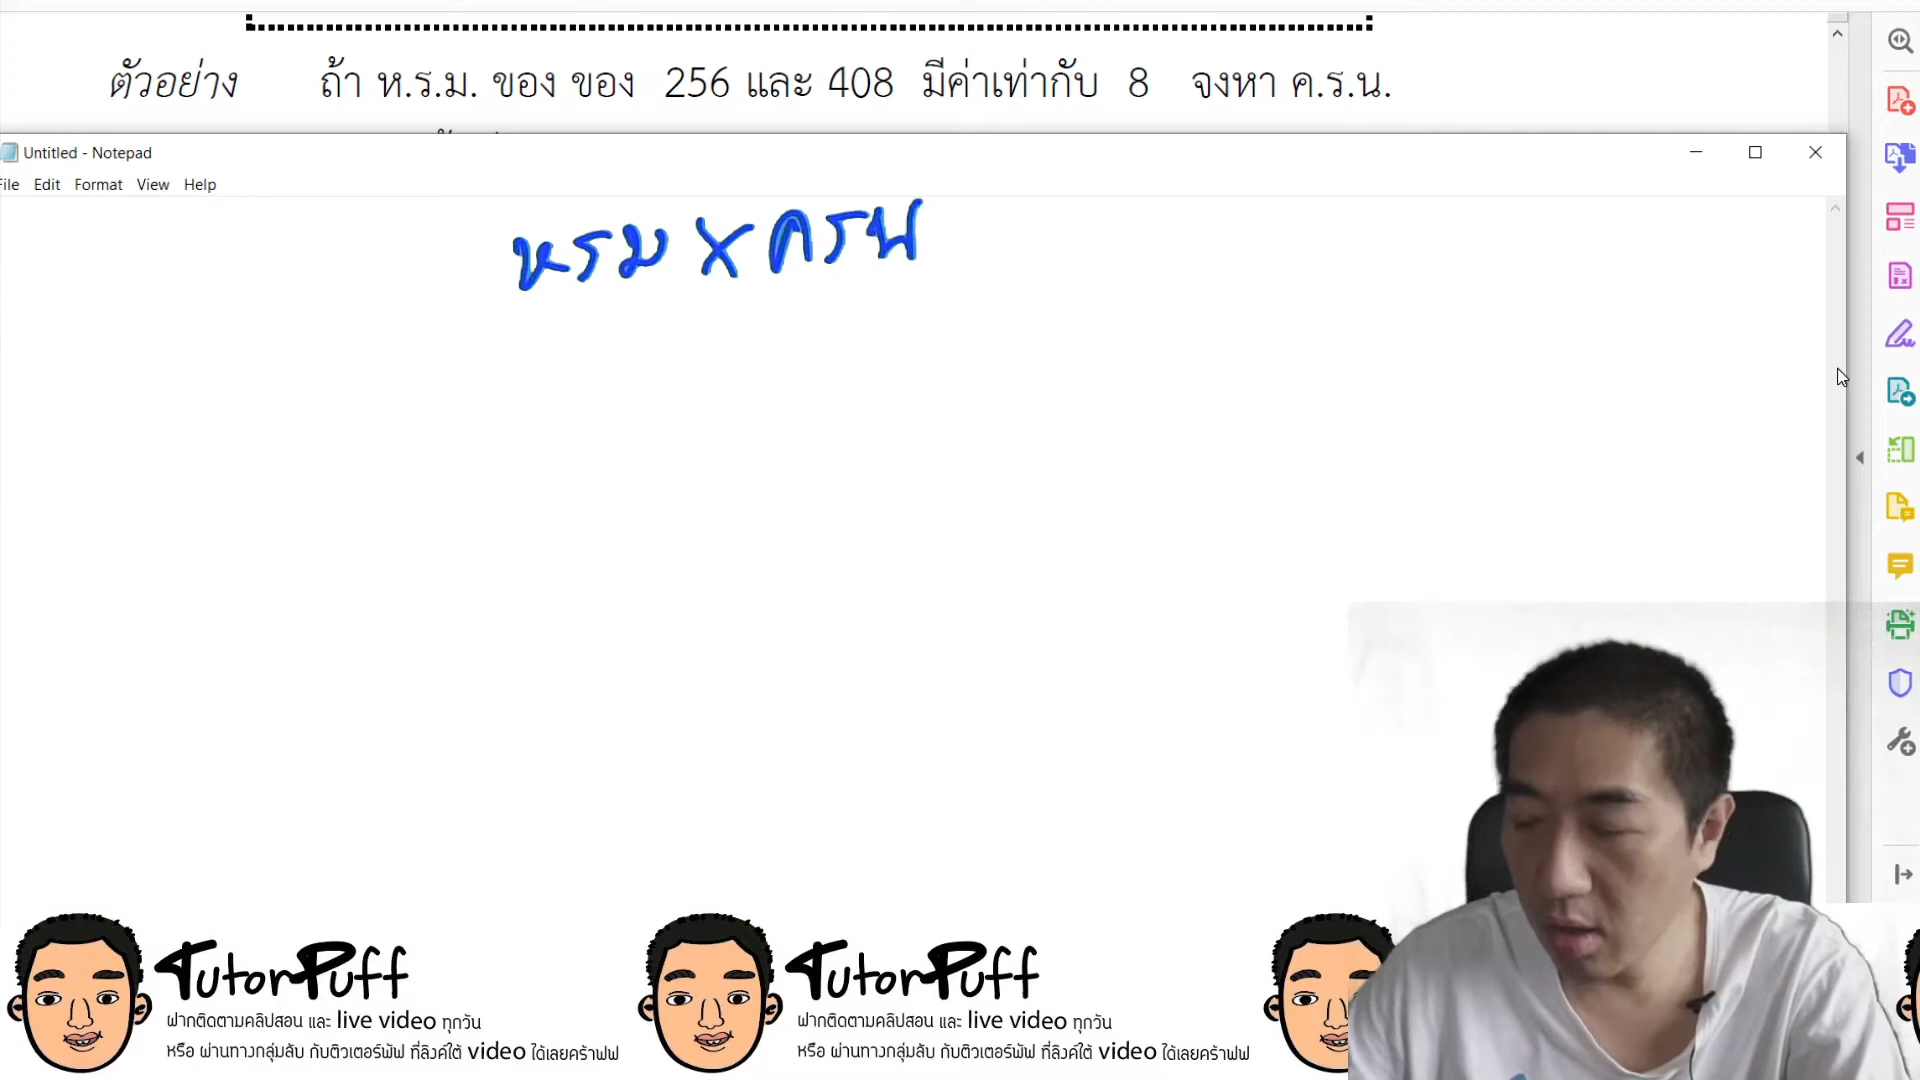 ตัวอย่าง ถ้า ห.ร.ม. ของ ของ 256 และ 408 มีค่าเท่ากับ 8 จงหา ค.ร.น.
Untitled - Notepad
File Edit Format View Help
หรม x ครน
TutorPuff
ฝากติดตามคลิปสอน และ live video ทุกวัน
หรือ ผ่านทางกลุ่มลับ กับติวเตอร์พัฟ ที่ลิงค์ใต้ video ได้เลยคร้าฟฟ
TutorPuff
ฝากติดตามคลิปสอน และ live video ทุกวัน
หรือ ผ่านทางกลุ่มลับ กับติวเตอร์พัฟ ที่ลิงค์ใต้ video ได้เลยคร้าฟฟ